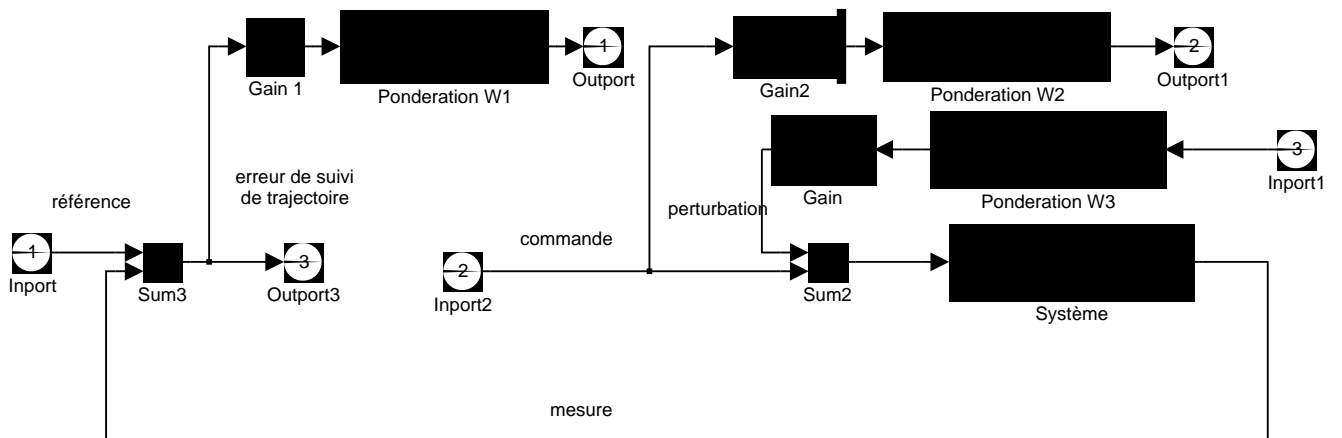 1
Gain 1
Ponderation W1
1
Outport
Gain2
Ponderation W2
2
Outport1
Gain
Ponderation W3
3
Inport1
erreur de suivi
de trajectoire
référence
perturbation
commande
Inport
Sum3
3
Outport3
2
Inport2
Sum2
Système
mesure